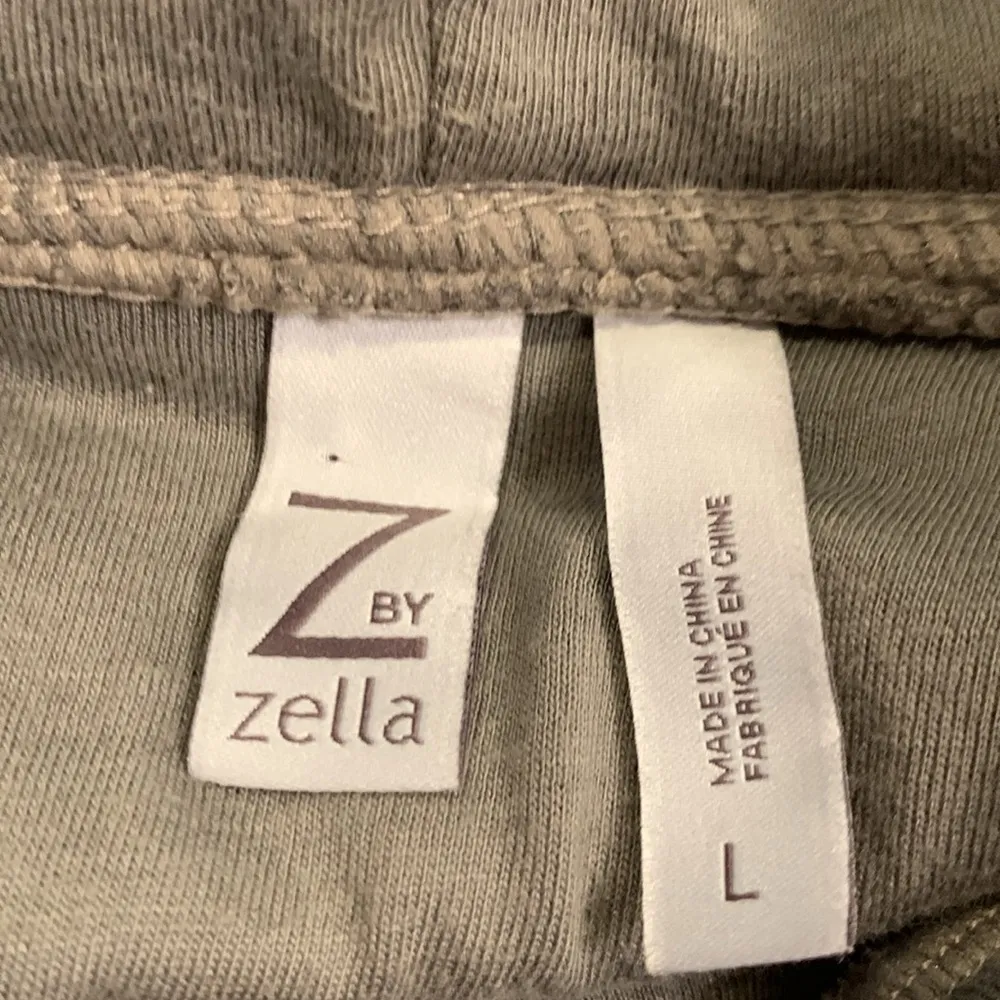 Z BY
zella
MADE IN CHINA
FABRIQUÉ EN CHINE
L